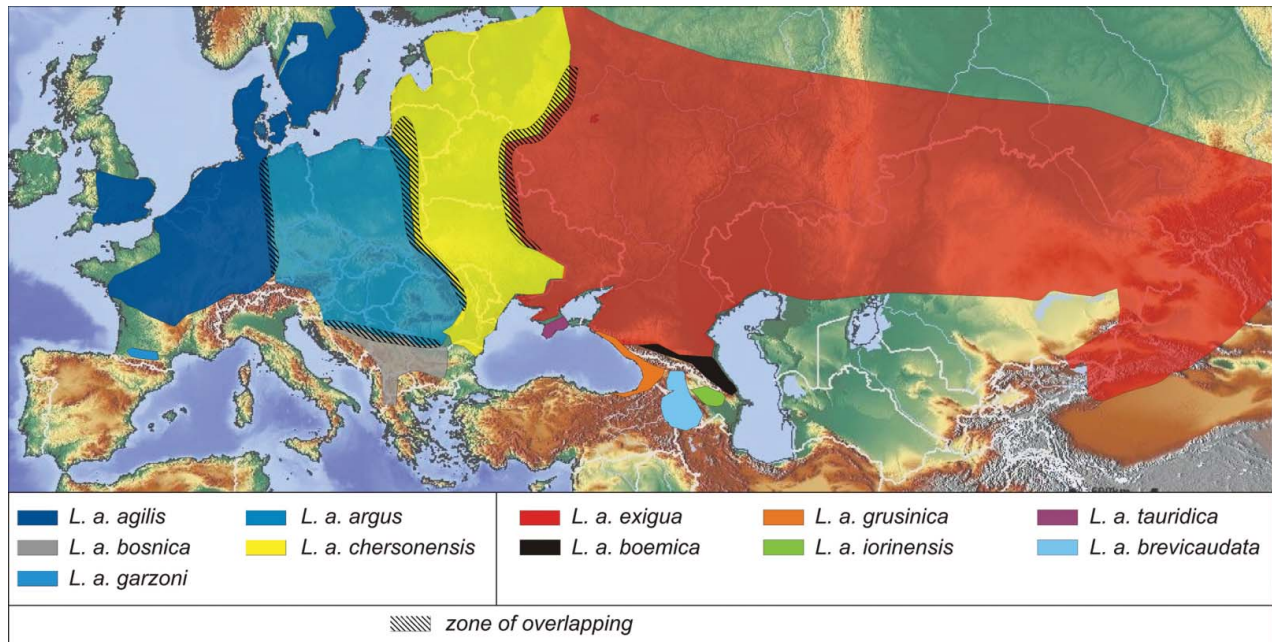 L. a. agilis
L. a. argus
L. a. exigua
L. a. grusinica
L. a. tauridica
L. a. bosnica
L. a. chersonensis
L. a. boemica
L. a. iorinensis
L. a. brevicaudata
L. a. garzoni
zone of overlapping